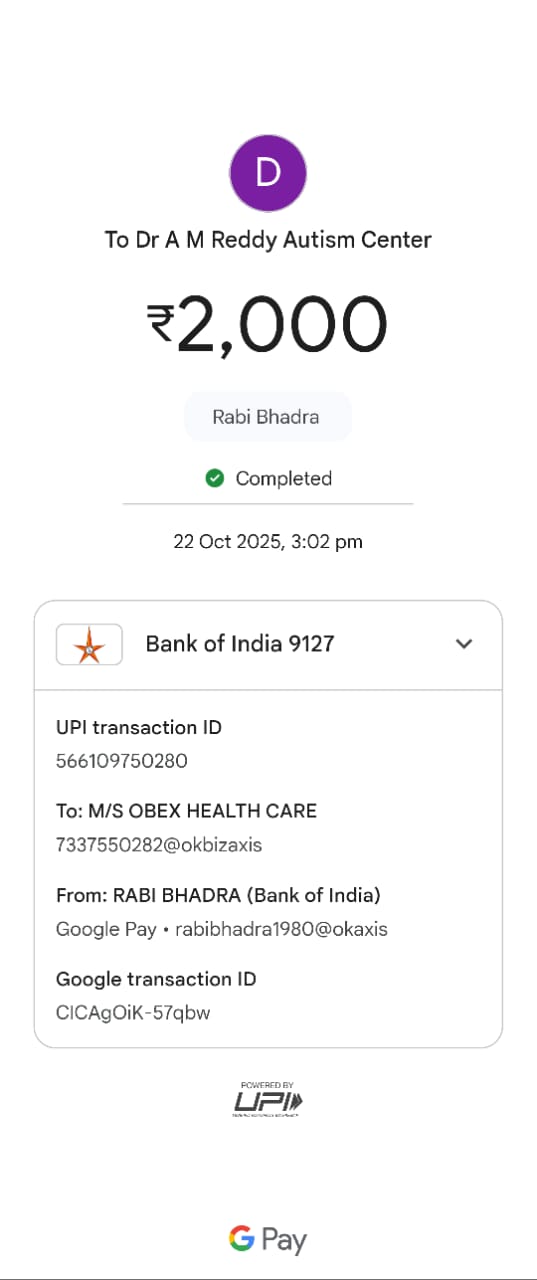 D
To Dr A M Reddy Autism Center
₹2,000
Rabi Bhadra
Completed
22 Oct 2025, 3:02 pm
Bank of India 9127
UPI transaction ID
566109750280
To: M/S OBEX HEALTH CARE
7337550282@okbizaxis
From: RABI BHADRA (Bank of India)
Google Pay • rabibhadra1980@okaxis
Google transaction ID
CICAgOiK-57qbw
POWERED BY
UPI
G Pay